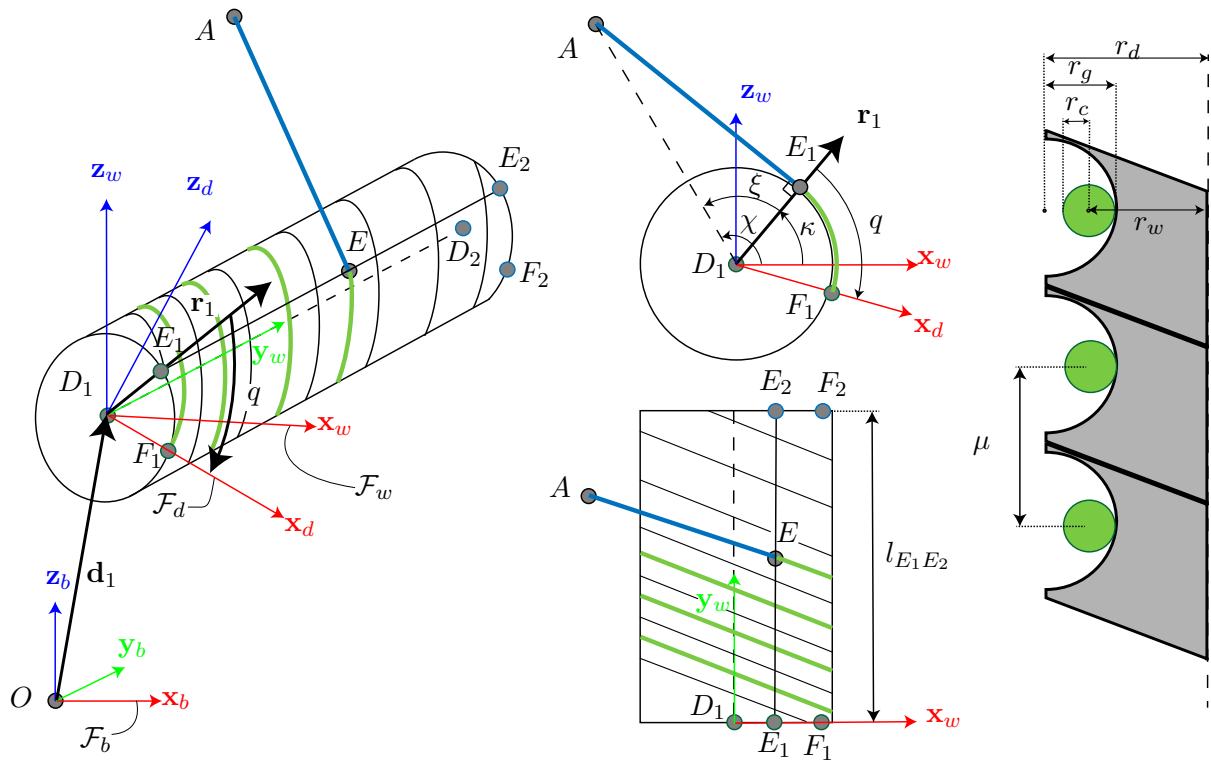 A
z_w
z_d
E_2
E
D_2
F_2
r_1
E_1
y_w
D_1
q
x_w
F_1
F_w
F_d
x_d
d_1
z_b
y_b
O
x_b
F_b
A
z_w
r_1
E_1
ξ
χ
κ
q
D_1
x_w
F_1
x_d
E_2
F_2
A
E
l_{E_1E_2}
y_w
D_1
x_w
E_1
F_1
r_d
r_g
r_c
r_w
μ